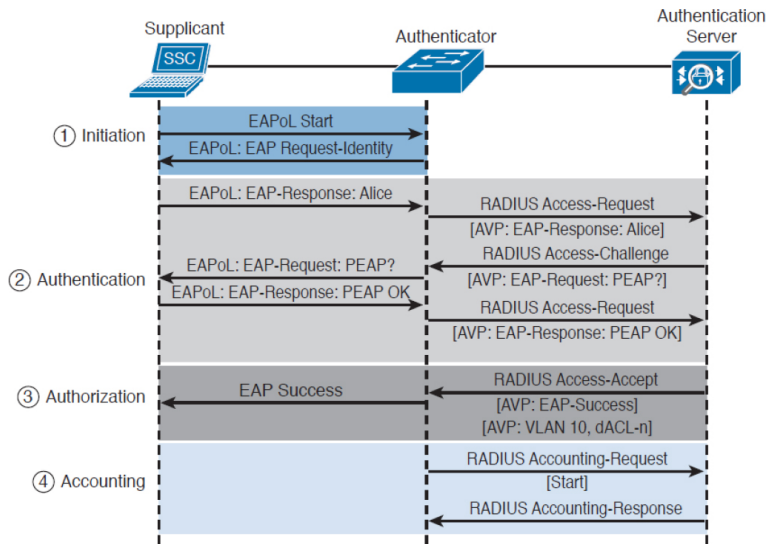 Supplicant
Authenticator
Authentication
Server
SSC
① Initiation
EAPoL Start
EAPoL: EAP Request-Identity
② Authentication
EAPoL: EAP-Response: Alice
RADIUS Access-Request
[AVP: EAP-Response: Alice]
RADIUS Access-Challenge
EAPoL: EAP-Request: PEAP?
[AVP: EAP-Request: PEAP?]
EAPoL: EAP-Response: PEAP OK
RADIUS Access-Request
[AVP: EAP-Response: PEAP OK]
③ Authorization
RADIUS Access-Accept
EAP Success
[AVP: EAP-Success]
[AVP: VLAN 10, dACL-n]
④ Accounting
RADIUS Accounting-Request
[Start]
RADIUS Accounting-Response